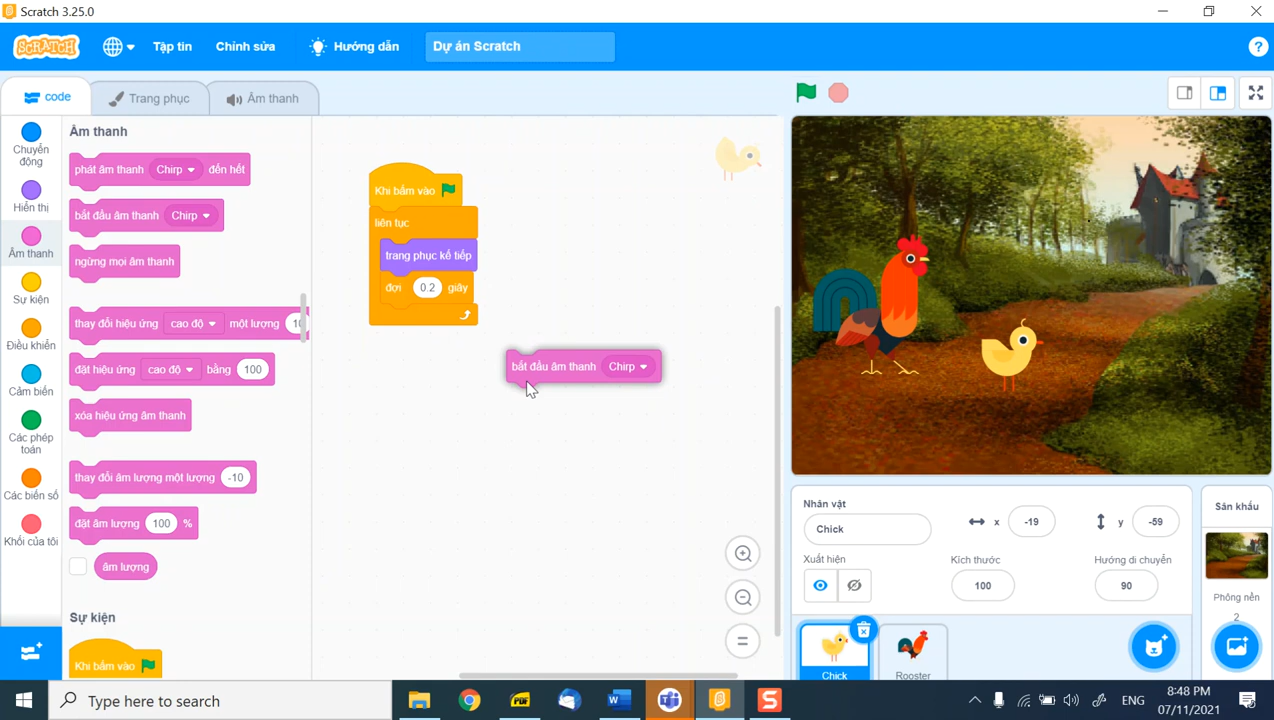 Scratch 3.25.0
SCRATCH
Tập tin
Chỉnh sửa
Hướng dẫn
Dự án Scratch
?
code
Trang phục
Âm thanh
Chuyển động
Hiển thị
Âm thanh
Sự kiện
Điều khiển
Cảm biến
Các phép toán
Các biến số
Khối của tôi
Âm thanh
phát âm thanh Chirp đến hết
bắt đầu âm thanh Chirp
ngừng mọi âm thanh
thay đổi hiệu ứng cao độ một lượng 10
đặt hiệu ứng cao độ bằng 100
xóa hiệu ứng âm thanh
thay đổi âm lượng một lượng -10
đặt âm lượng 100 %
âm lượng
Sự kiện
Khi bấm vào
Khi bấm vào
liên tục
trang phục kế tiếp
đợi 0.2 giây
bắt đầu âm thanh Chirp
Nhân vật
Chick
x -19
y -59
Xuất hiện
Kích thước
100
Hướng di chuyển
90
Chick
Rooster
Sân khấu
Phông nền
2
Type here to search
PDF
W
T
S
ENG
8:48 PM
07/11/2021